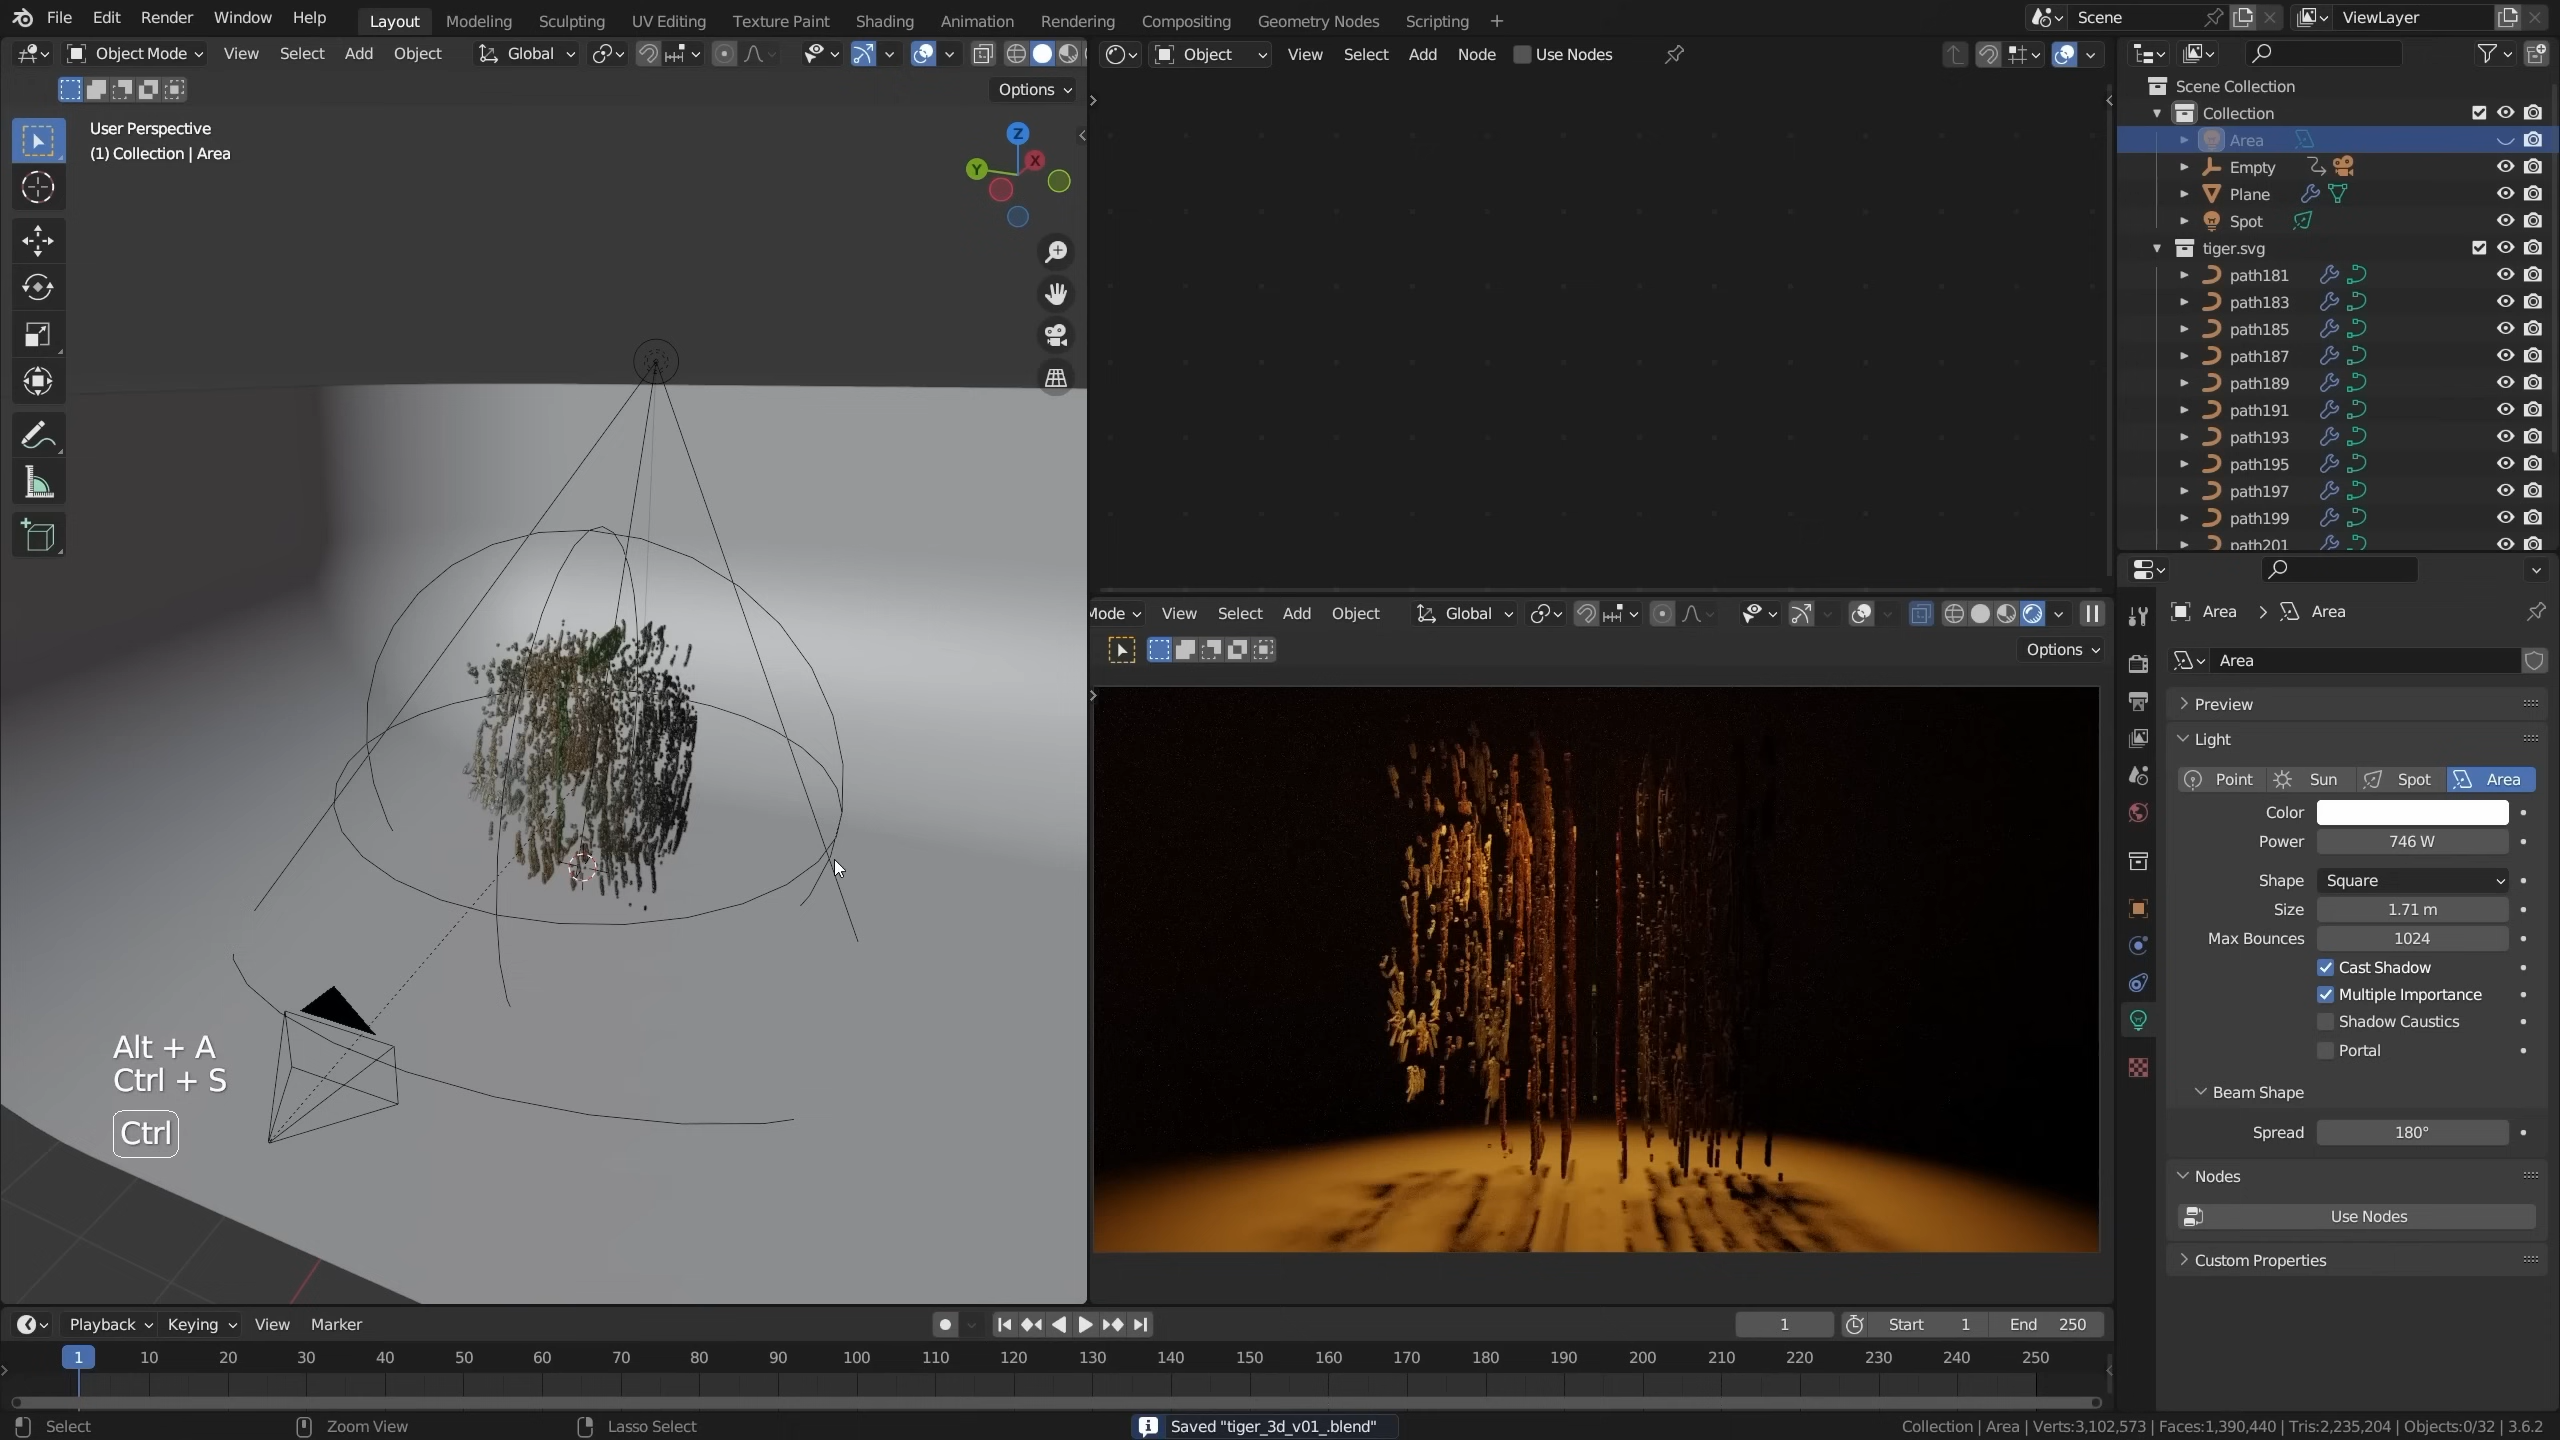 File Edit Render Window Help Layout Modeling Sculpting UV Editing Texture Paint Shading Animation Rendering Compositing Geometry Nodes Scripting + Scene ViewLayer
Object Mode View Select Add Object Global
Object View Select Add Node Use Nodes
Options
User Perspective
(1) Collection | Area
Z
X
Y
Scene Collection
Collection
Area
Empty
Plane
Spot
tiger.svg
path181
path183
path185
path187
path189
path191
path193
path195
path197
path199
path201
Mode View Select Add Object Global
Options
Area > Area
Area
Preview
Light
Point Sun Spot Area
Color
Power 746 W
Shape Square
Size 1.71 m
Max Bounces 1024
Cast Shadow
Multiple Importance
Shadow Caustics
Portal
Beam Shape
Spread 180°
Nodes
Use Nodes
Custom Properties
Alt + A
Ctrl + S
Ctrl
Playback Keying View Marker 1 Start 1 End 250
1 10 20 30 40 50 60 70 80 90 100 110 120 130 140 150 160 170 180 190 200 210 220 230 240 250
Select Zoom View Lasso Select Saved "tiger_3d_v01_.blend" Collection | Area | Verts:3,102,573 | Faces:1,390,440 | Tris:2,235,204 | Objects:0/32 | 3.6.2